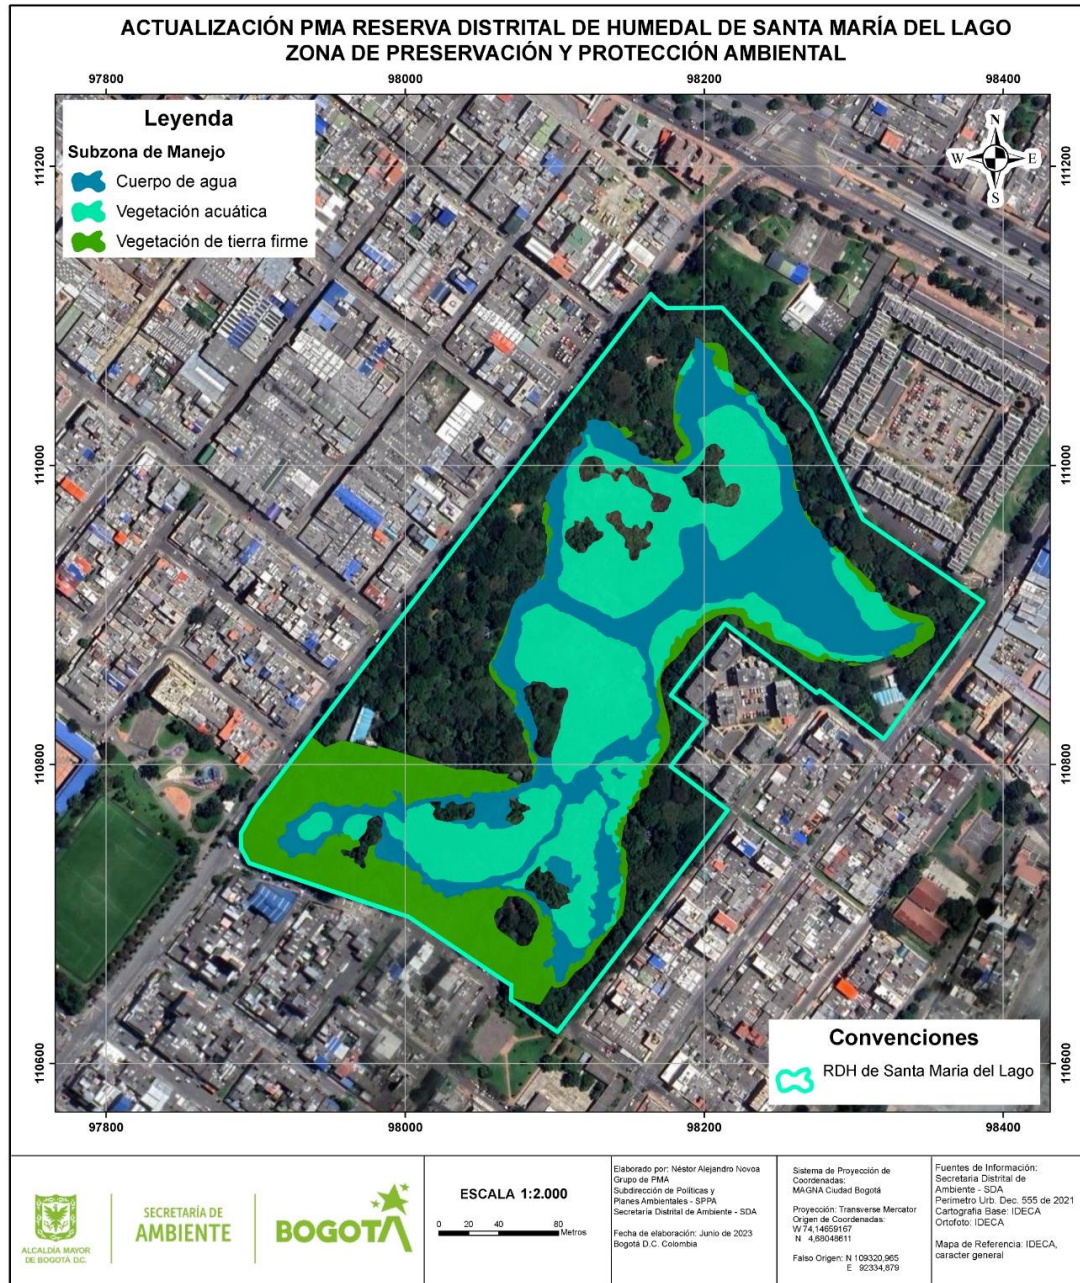 ACTUALIZACIÓN PMA RESERVA DISTRITAL DE HUMEDAL DE SANTA MARÍA DEL LAGO
ZONA DE PRESERVACIÓN Y PROTECCIÓN AMBIENTAL
97800
98000
98200
98400
Leyenda
Subzona de Manejo
Cuerpo de agua
Vegetación acuática
Vegetación de tierra firme
N
W
E
S
111200
111200
111000
111000
110800
110800
110600
110600
Convenciones
RDH de Santa Maria del Lago
97800
98000
98200
98400
ALCALDÍA MAYOR
DE BOGOTÁ D.C.
SECRETARÍA DE
AMBIENTE
BOGOTÁ
ESCALA 1:2.000
0 20 40 80
Metros
Elaborado por: Néstor Alejandro Novoa
Grupo de PMA
Subdirección de Políticas y
Planes Ambientales - SPPA
Secretaria Distrital de Ambiente - SDA
Fecha de elaboración: Junio de 2023
Bogotá D.C. Colombia
Sistema de Proyección de
Coordenadas:
MAGNA Ciudad Bogotá
Proyección: Transverse Mercator
Origen de Coordenadas:
W 74,14659167
N 4,68048611
Falso Origen: N 109320,965
E 92334,879
Fuentes de Información:
Secretaria Distrital de
Ambiente - SDA
Perimetro Urb. Dec. 555 de 2021
Cartografia Base: IDECA
Ortofoto: IDECA
Mapa de Referencia: IDECA,
caracter general